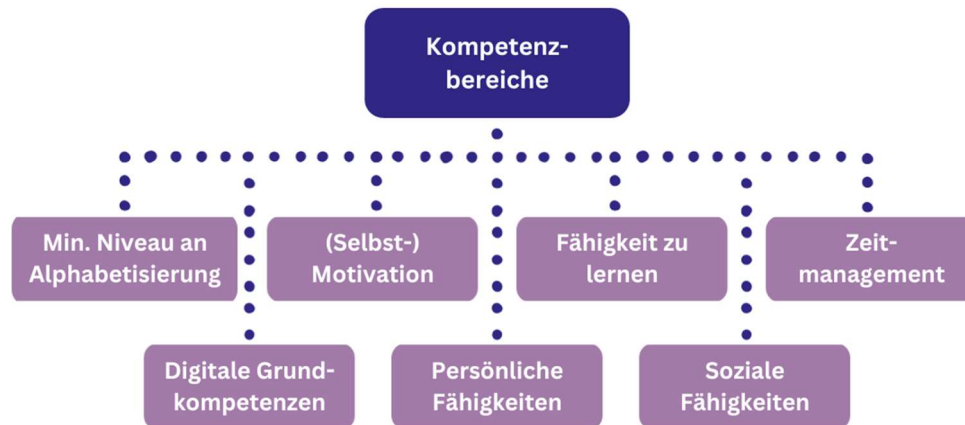 Kompetenz-
bereiche
Min. Niveau an
Alphabetisierung
(Selbst-)
Motivation
Fähigkeit zu
lernen
Zeit-
management
Digitale Grund-
kompetenzen
Persönliche
Fähigkeiten
Soziale
Fähigkeiten